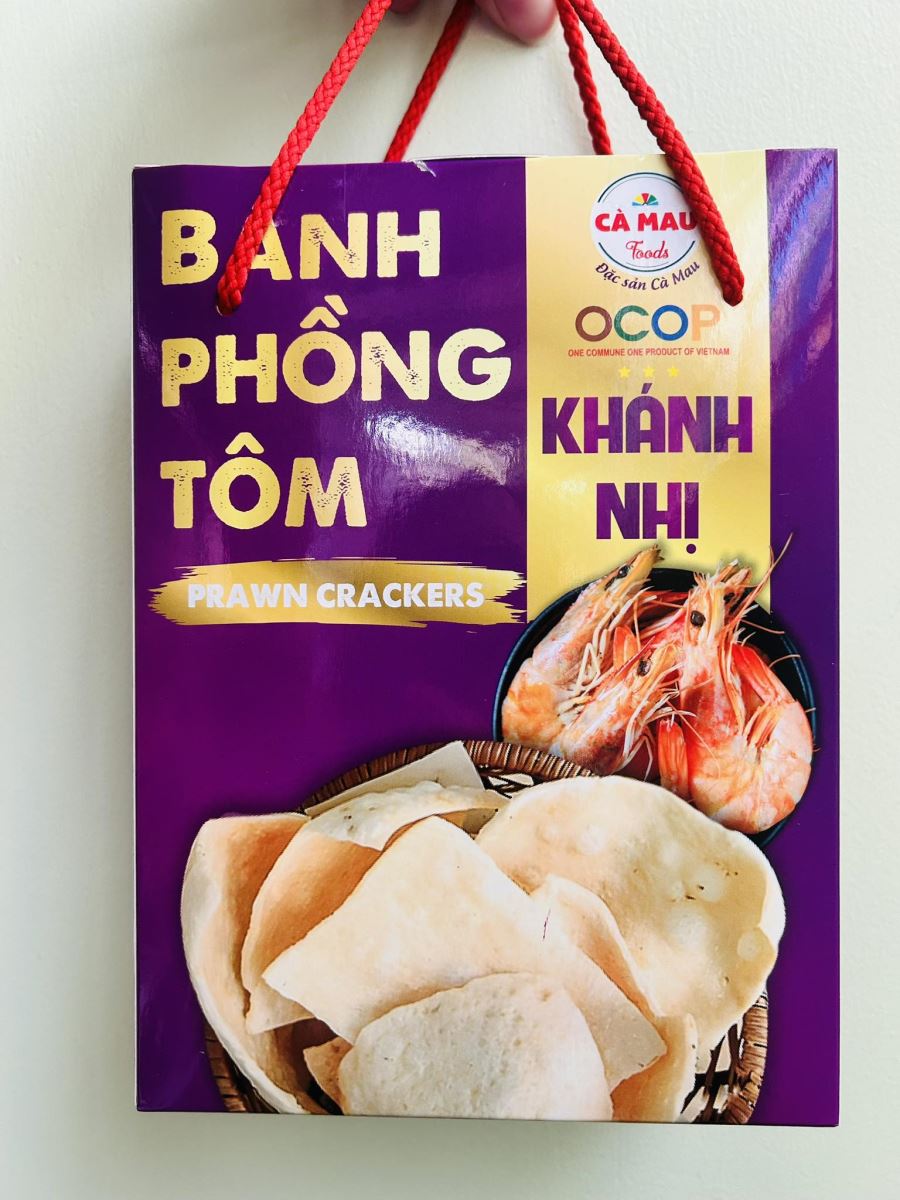 BÁNH
PHỒNG
TÔM
PRAWN CRACKERS
CÀ MAU
Foods
Đặc sản Cà Mau
OCOP
ONE COMMUNE ONE PRODUCT OF VIETNAM
KHÁNH
NHỊ